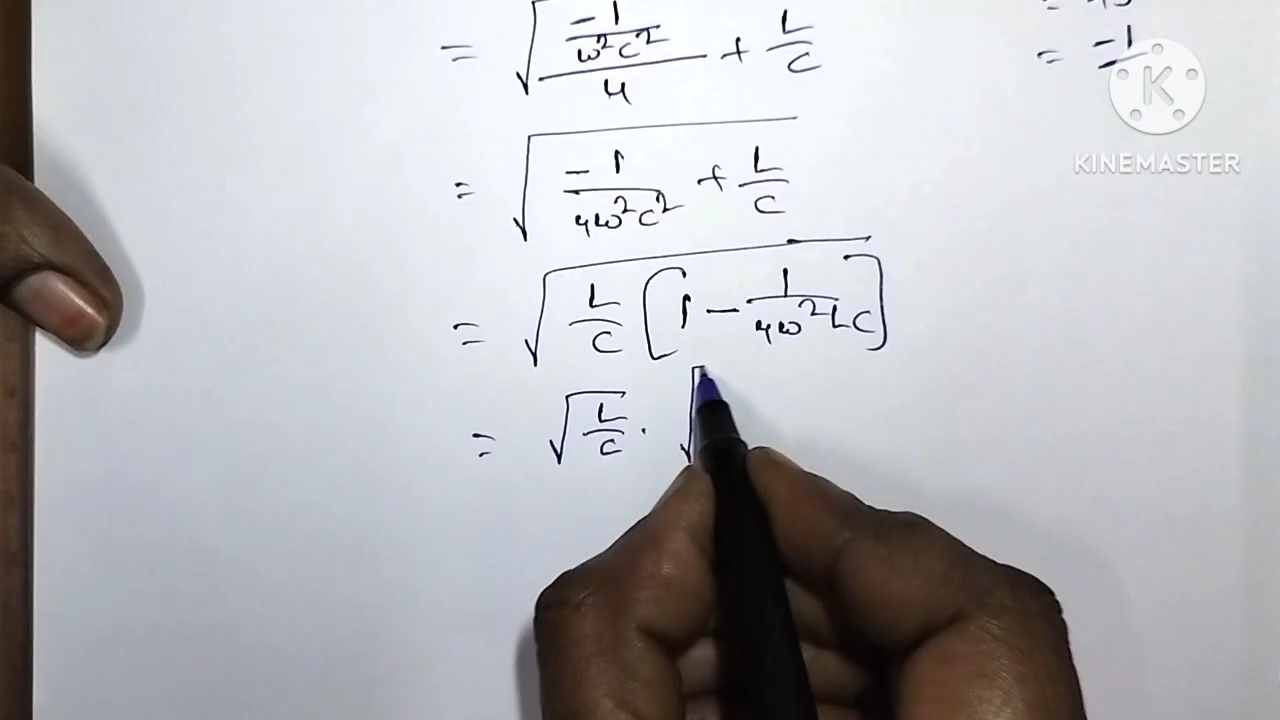 = √(-1/ω²C² / 4 + L/C)
= √(-1/4ω²C² + L/C)
= √(L/C [1 - 1/4ω²LC])
= √(L/C) · √
= -1
K
KINEMASTER